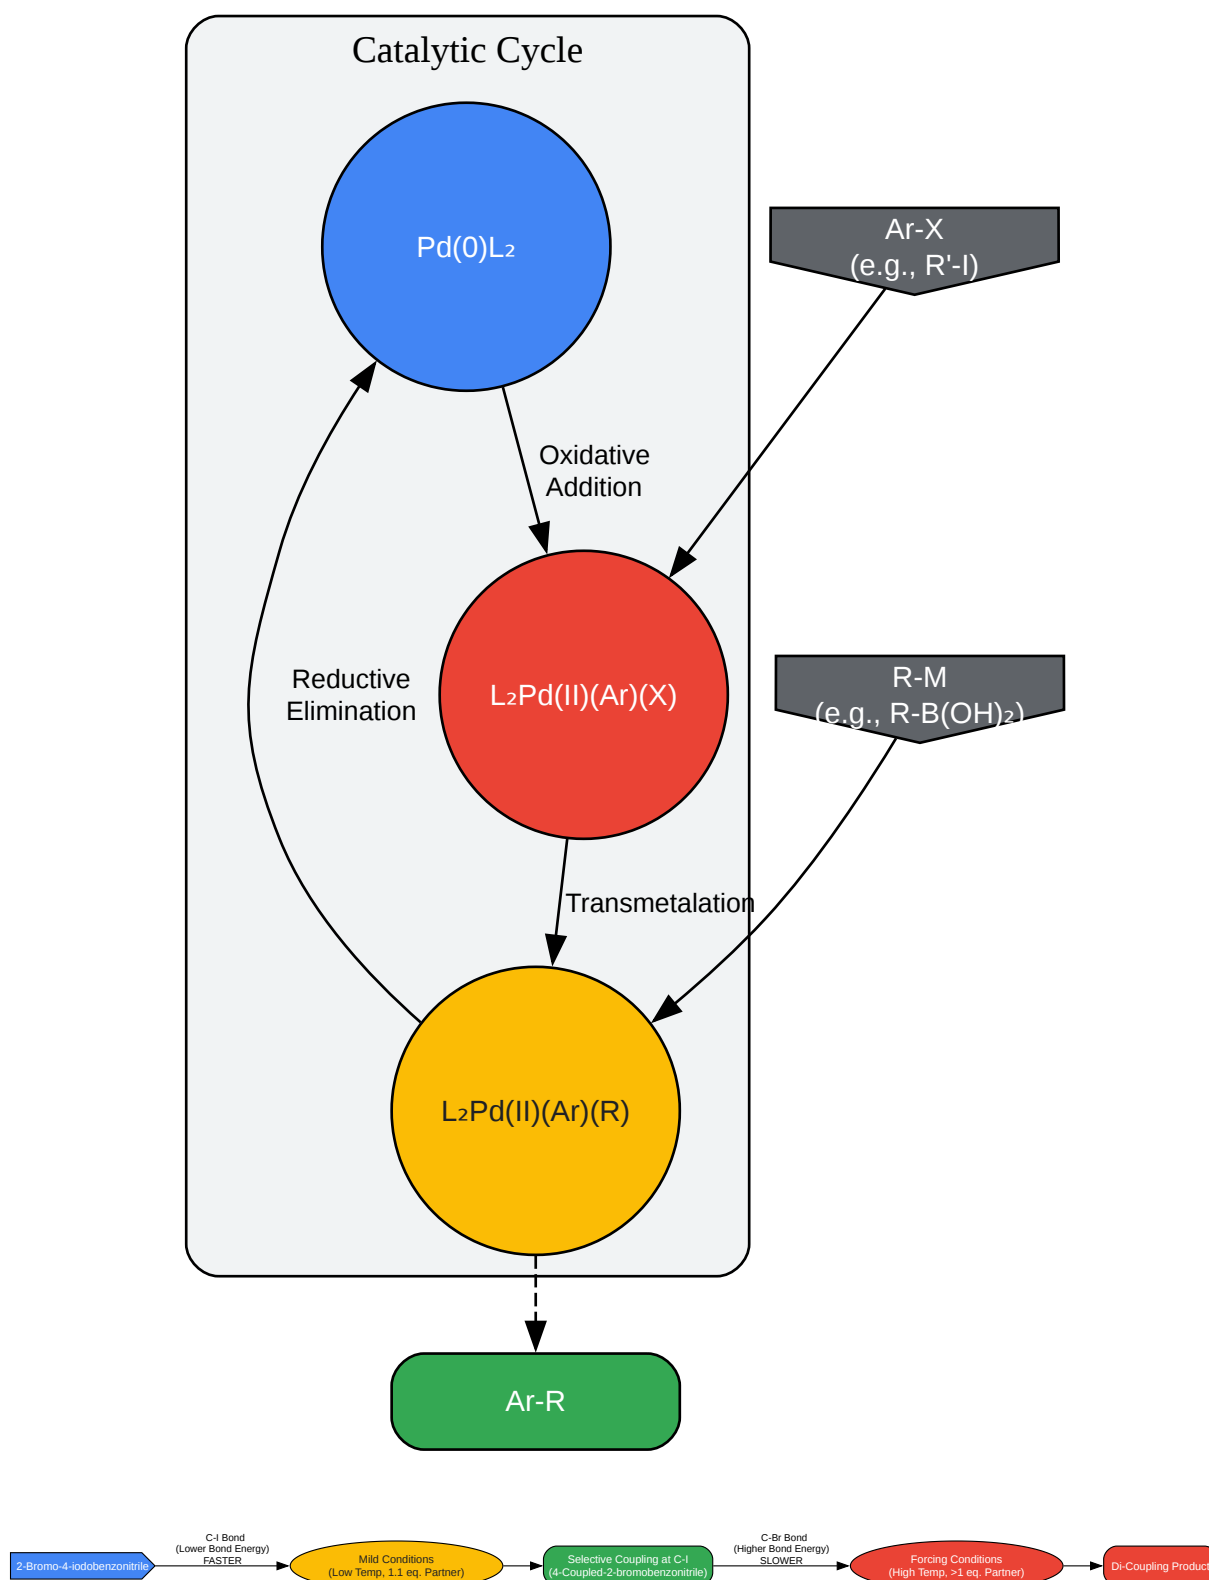 Catalytic Cycle
Pd(0)L₂
Ar-X
(e.g., R'-I)
Oxidative
Addition
Reductive
Elimination
L₂Pd(II)(Ar)(X)
R-M
(e.g., R-B(OH)₂)
Transmetalation
L₂Pd(II)(Ar)(R)
Ar-R
2-Bromo-4-iodobenzonitrile
C-I Bond
(Lower Bond Energy)
FASTER
Mild Conditions
(Low Temp, 1.1 eq. Partner)
Selective Coupling at C-I
(4-Coupled-2-bromobenzonitrile)
C-Br Bond
(Higher Bond Energy)
SLOWER
Forcing Conditions
(High Temp, >1 eq. Partner)
Di-Coupling Product